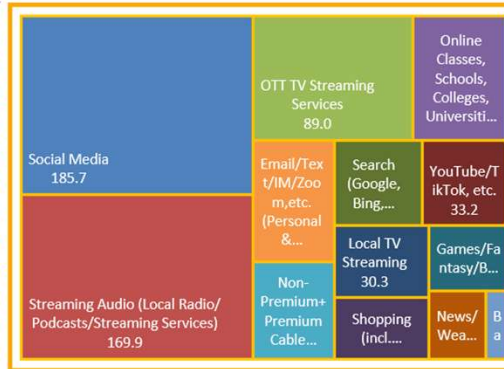 Social Media
185.7
Streaming Audio (Local Radio/
Podcasts/Streaming Services)
169.9
OTT TV Streaming
Services
89.0
Online
Classes,
Schools,
Colleges,
Universiti...
Email/Tex
t/IM/Zoo
m,etc.
(Personal
&...
Search
(Google,
Bing,...
YouTube/T
ikTok, etc.
33.2
Non-
Premium+
Premium
Cable...
Local TV
Streaming
30.3
Games/Fa
ntasy/B...
Shopping
(incl....
News/
Wea...
B
a